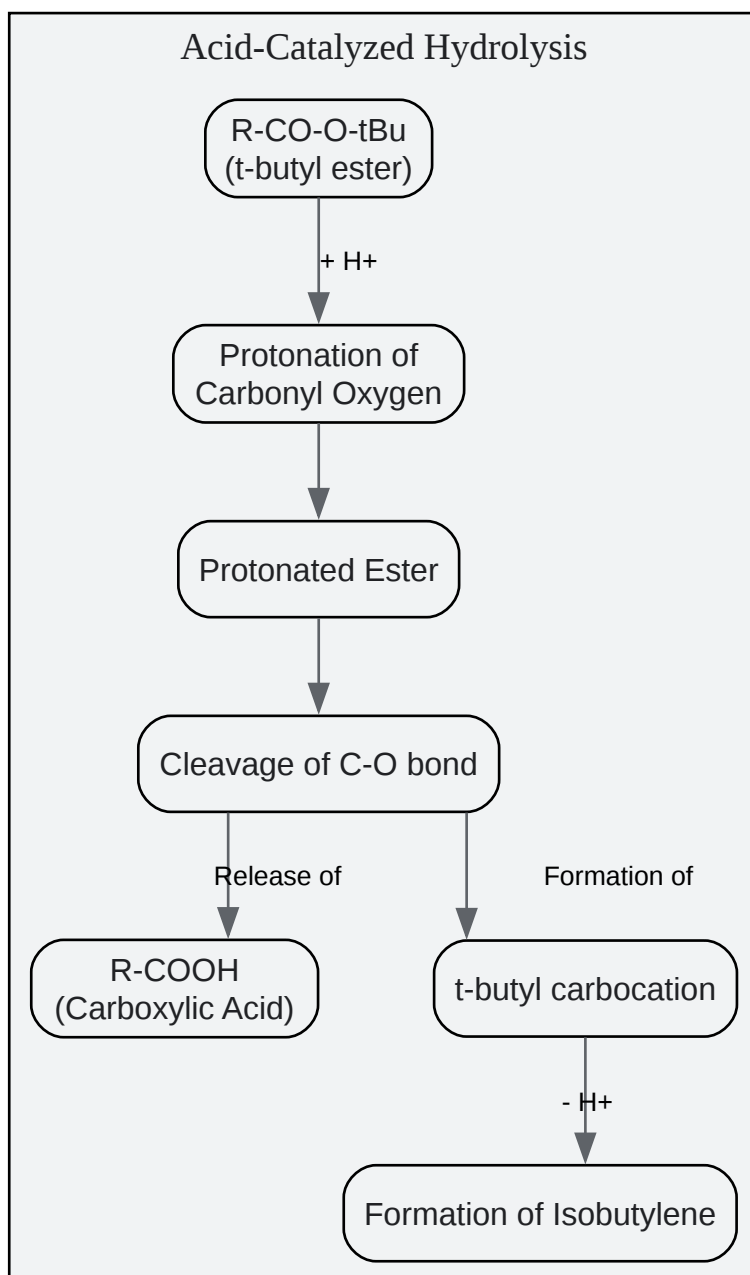 Acid-Catalyzed Hydrolysis
R-CO-O-tBu
(t-butyl ester)
+ H+
Protonation of
Carbonyl Oxygen
Protonated Ester
Cleavage of C-O bond
Release of
Formation of
R-COOH
(Carboxylic Acid)
t-butyl carbocation
- H+
Formation of Isobutylene